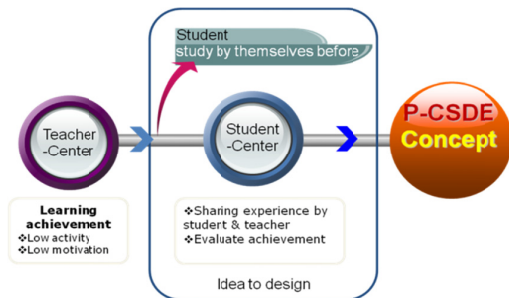 Student
study by themselves before
Teacher
-Center
Student
-Center
P-CSDE
Concept
Learning
achievement
❖Low activity
❖Low motivation
❖Sharing experience by
studert & teacher
❖Evaluate achievement
Idea to design